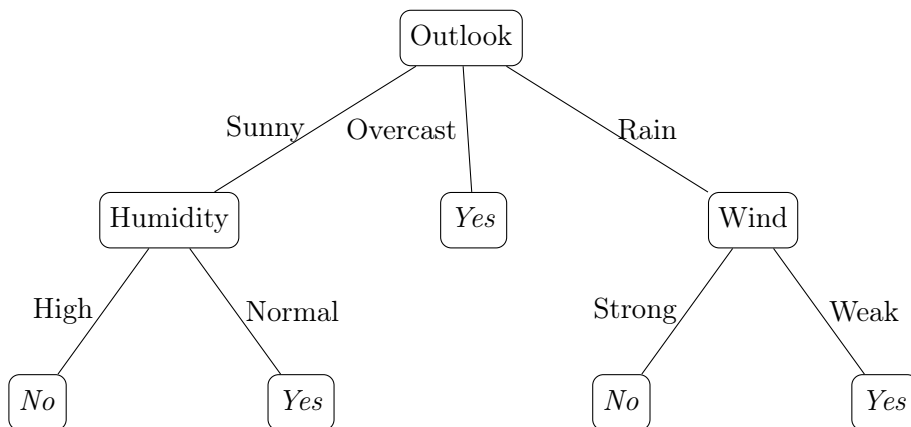 Outlook
Sunny
Overcast
Rain
Humidity
Yes
Wind
High
Normal
Strong
Weak
No
Yes
No
Yes